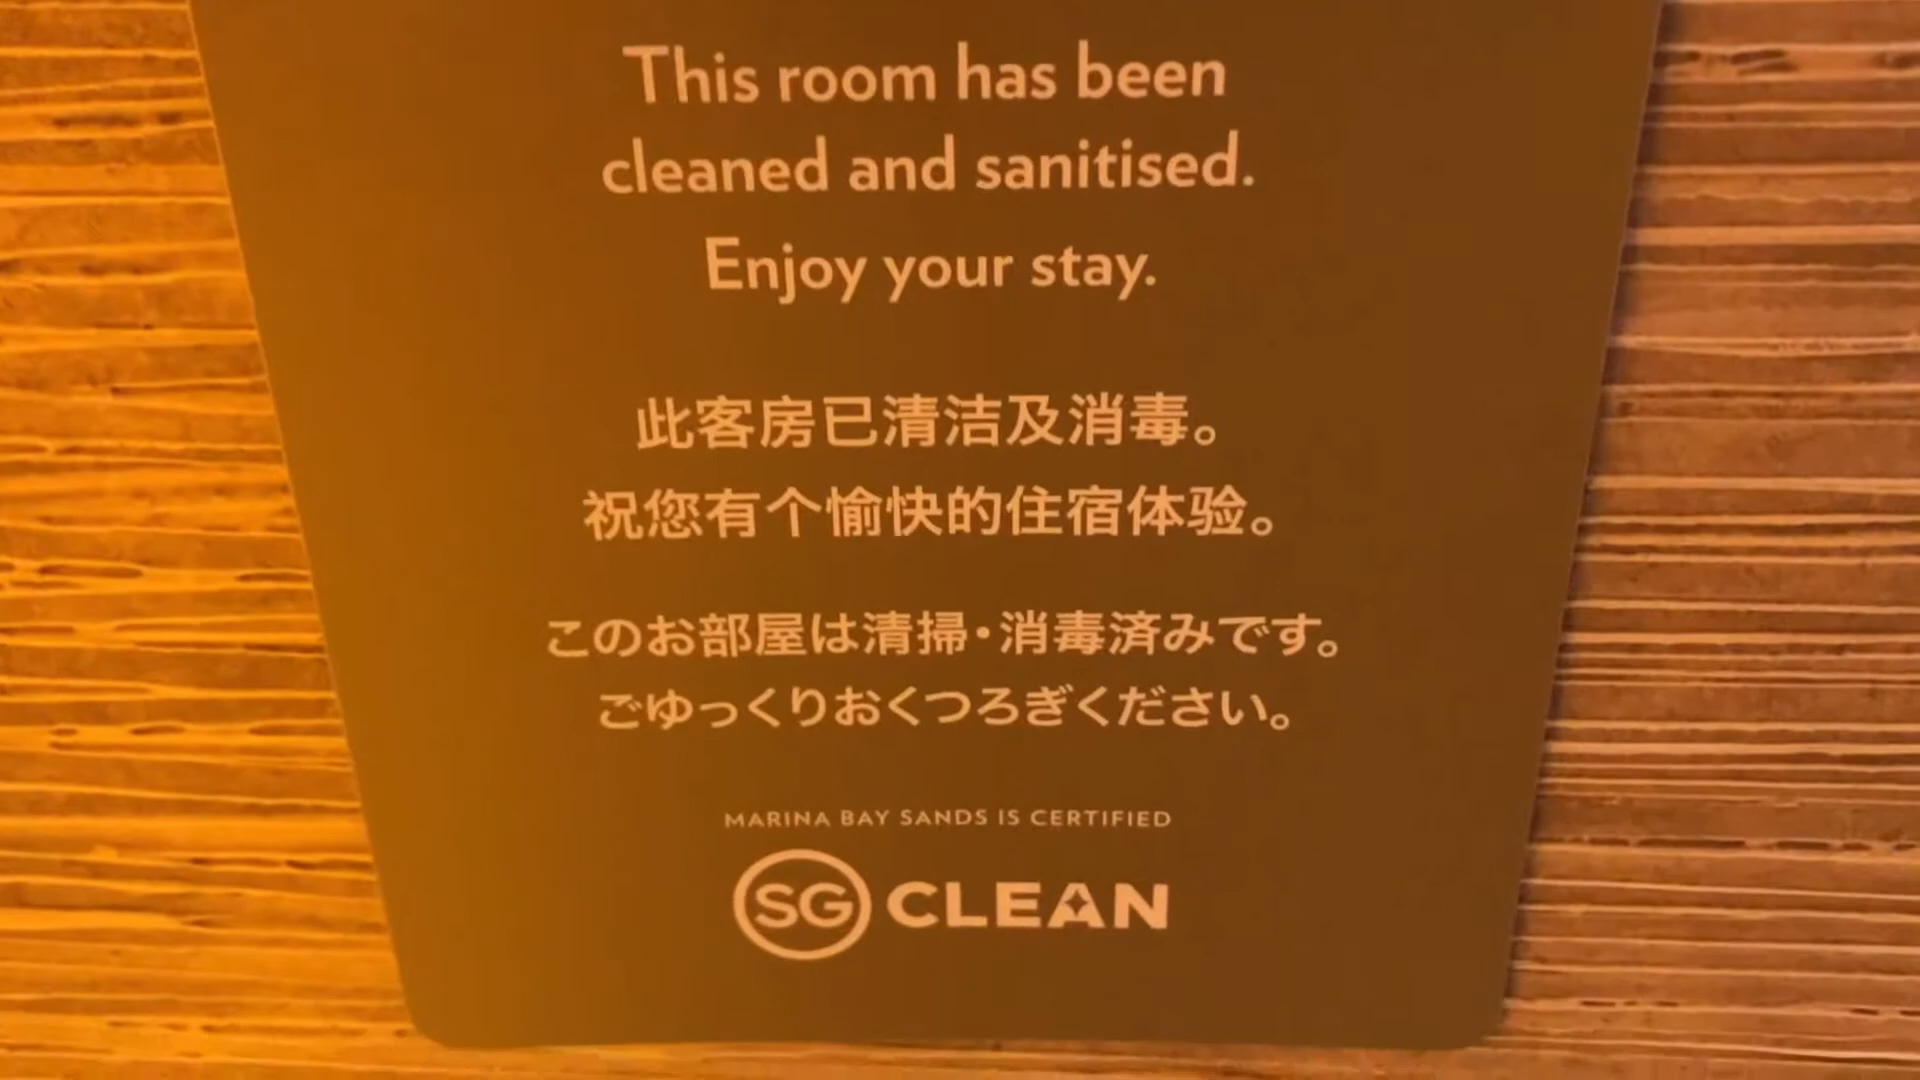 This room has been
cleaned and sanitised.
Enjoy your stay.
此客房已清洁及消毒。
祝您有个愉快的住宿体验。
このお部屋は清掃・消毒済みです。
ごゆっくりおくつろぎください。
MARINA BAY SANDS IS CERTIFIED
SG CLEAN